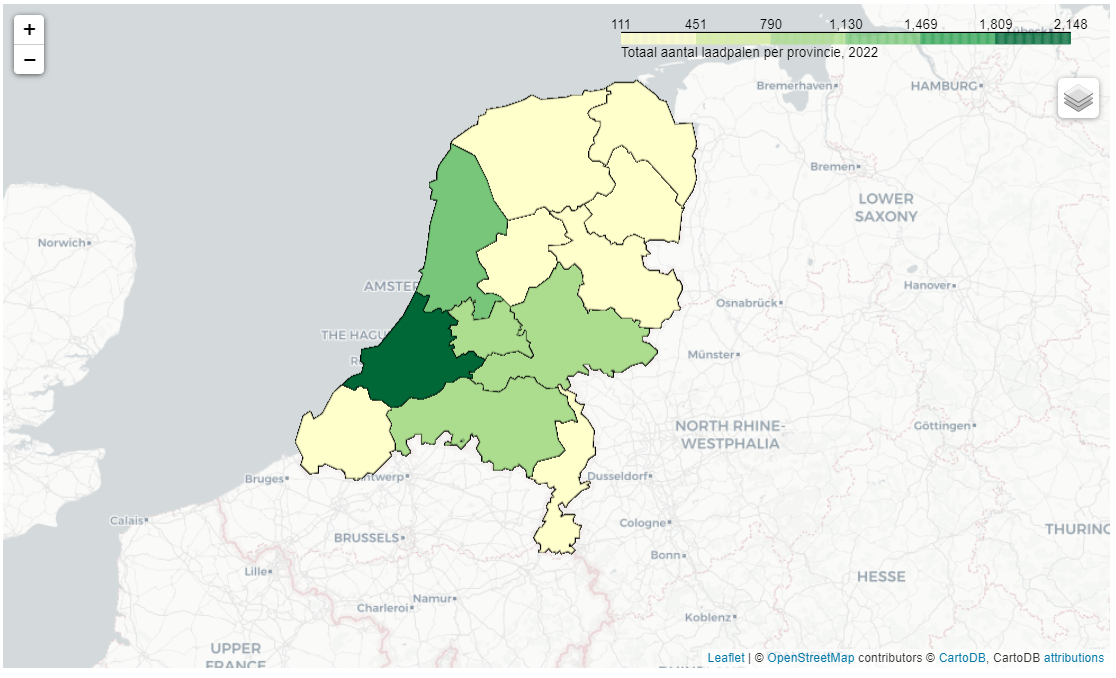 +
−
111 451 790 1,130 1,469 1,809 2,148
Totaal aantal laadpalen per provincie, 2022
Bremerhaven
HAMBURG
Bremen
LOWER
SAXONY
Norwich
AMSTER
Hanover
Osnabrück
THE HAGU
Münster
NORTH RHINE-
WESTPHALIA
Göttingen
Bruges
Dusseldorf
Calais
Cologne
THURING
BRUSSELS
Bonn
Lille
HESSE
Namur
Charleroi
Koblenz
UPPER
FRANCE
Leaflet | © OpenStreetMap contributors © CartoDB, CartoDB attributions